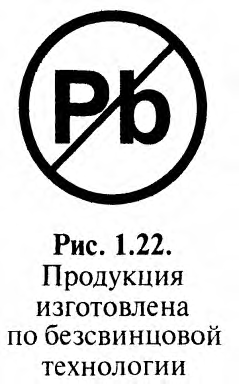 Pb
Рис. 1.22.
Продукция
изготовлена
по безсвинцовой
технологии